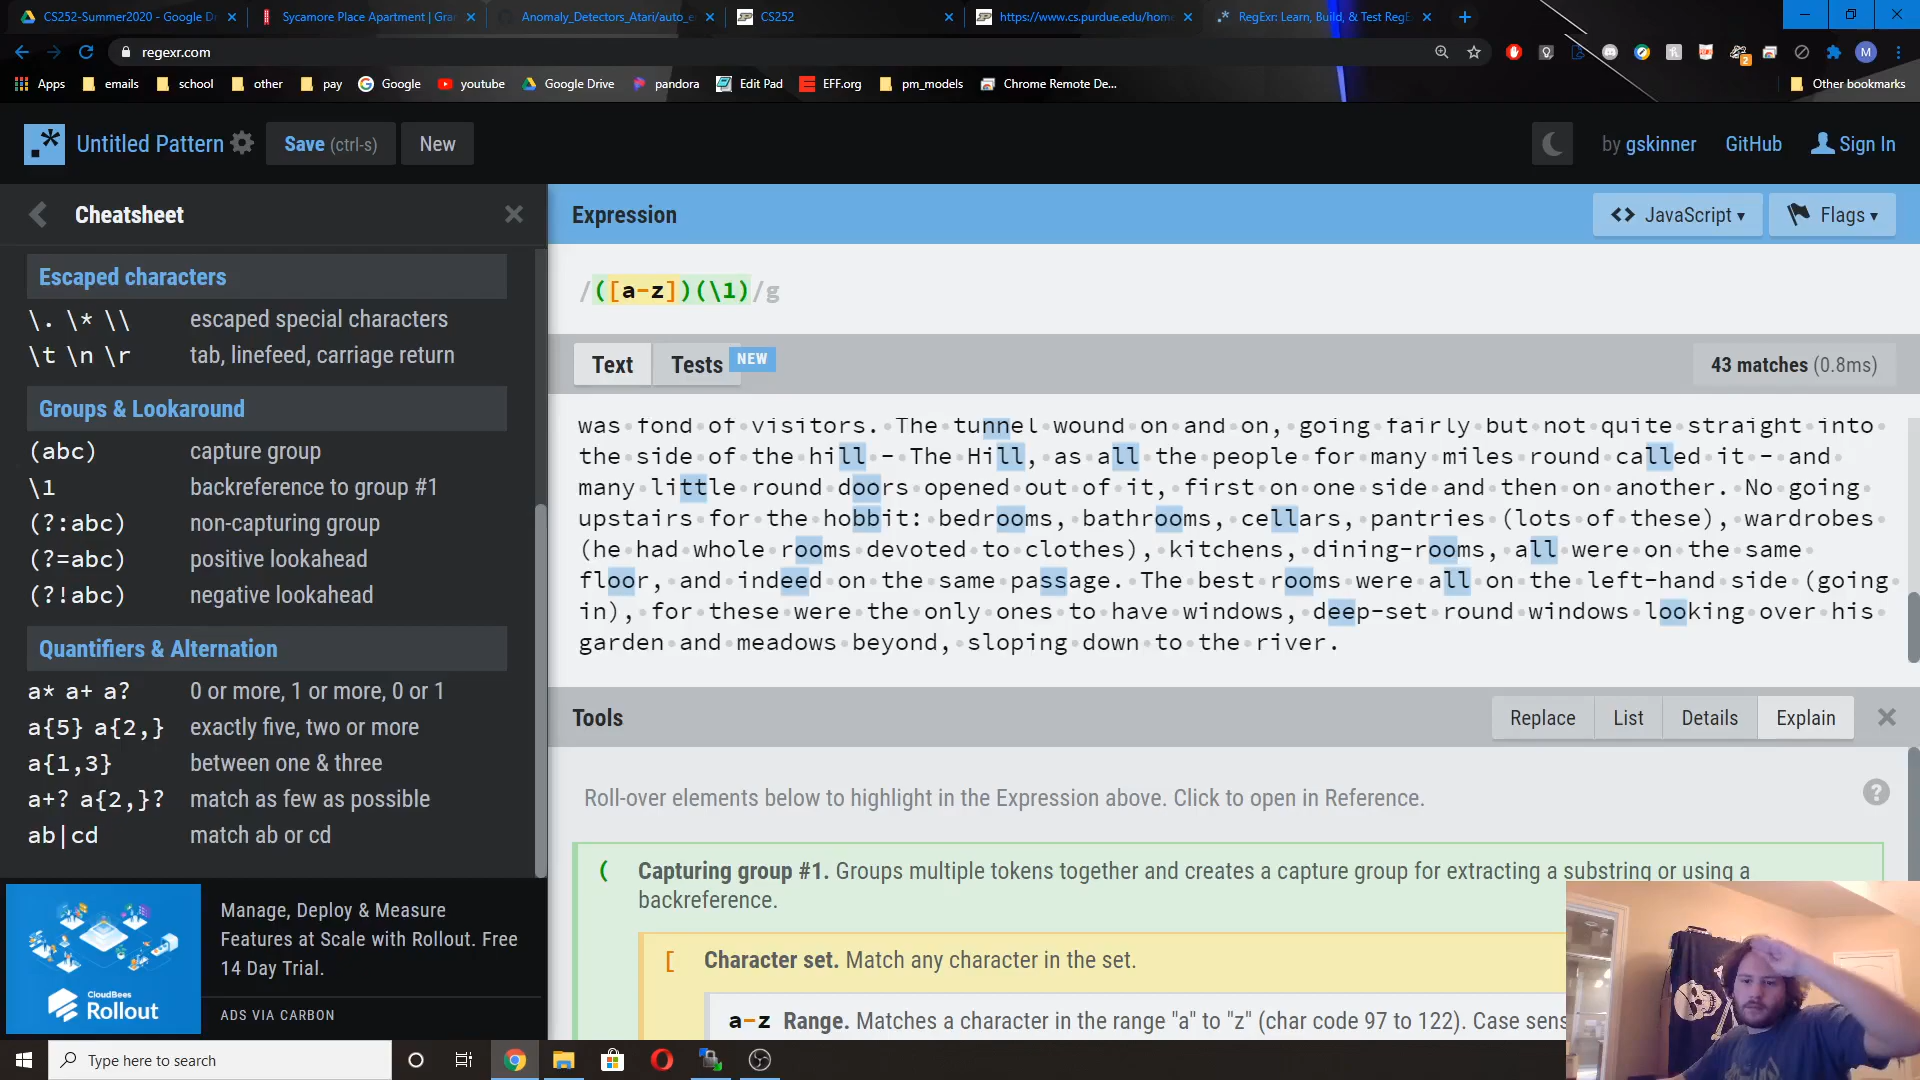 CS252-Summer2020 - Google Dr
Sycamore Place Apartment | Gra
Anomaly_Detectors_Atari/auto_e
CS252
https://www.cs.purdue.edu/home
RegExr: Learn, Build, & Test RegE
regexr.com
M
2
Apps
emails
school
other
pay
Google
youtube
Google Drive
pandora
Edit Pad
EFF.org
pm_models
Chrome Remote De...
Other bookmarks
Untitled Pattern
Save (ctrl-s)
New
by gskinner
GitHub
Sign In
Cheatsheet
Escaped characters
\. \* \\ escaped special characters
\t \n \r tab, linefeed, carriage return
Groups & Lookaround
(abc) capture group
\1 backreference to group #1
(?:abc) non-capturing group
(?=abc) positive lookahead
(?!abc) negative lookahead
Quantifiers & Alternation
a* a+ a? 0 or more, 1 or more, 0 or 1
a{5} a{2,} exactly five, two or more
a{1,3} between one & three
a+? a{2,}? match as few as possible
ab|cd match ab or cd
CloudBees
Rollout
Manage, Deploy & Measure
Features at Scale with Rollout. Free
14 Day Trial.
ADS VIA CARBON
Expression
<> JavaScript
Flags
/([a-z])(\1)/g
Text
Tests
NEW
43 matches (0.8ms)
was fond of visitors. The tunnel wound on and on, going fairly but not quite straight into
the side of the hill - The Hill, as all the people for many miles round called it - and
many little round doors opened out of it, first on one side and then on another. No going
upstairs for the hobbit: bedrooms, bathrooms, cellars, pantries (lots of these), wardrobes
(he had whole rooms devoted to clothes), kitchens, dining-rooms, all were on the same
floor, and indeed on the same passage. The best rooms were all on the left-hand side (going
in), for these were the only ones to have windows, deep-set round windows looking over his
garden and meadows beyond, sloping down to the river.
Tools
Replace
List
Details
Explain
Roll-over elements below to highlight in the Expression above. Click to open in Reference.
?
( Capturing group #1. Groups multiple tokens together and creates a capture group for extracting a substring or using a
backreference.
[ Character set. Match any character in the set.
a-z Range. Matches a character in the range "a" to "z" (char code 97 to 122). Case sens
Type here to search